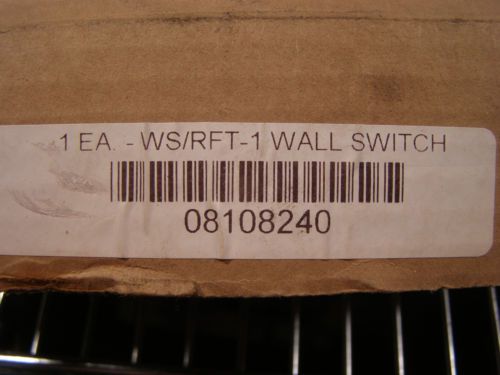 1 EA. - WS/RFT-1 WALL SWITCH
08108240